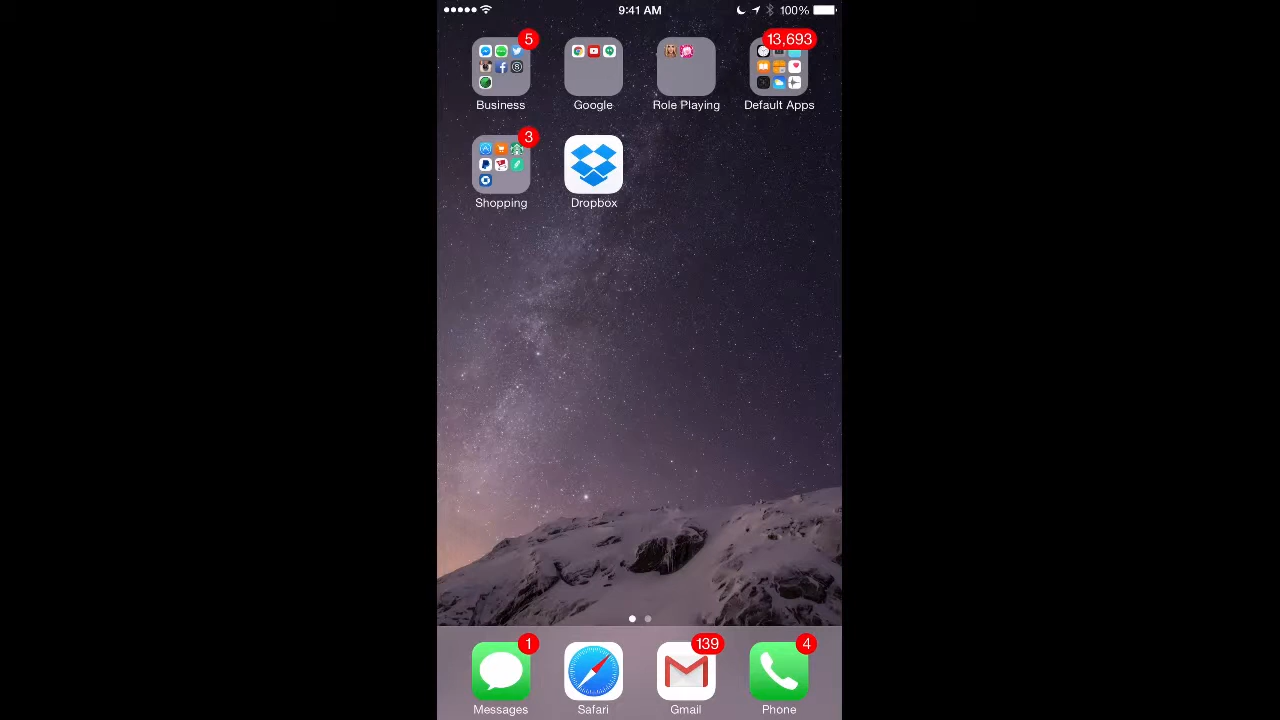 9:41 AM 100%
5 13,693
Business Google Role Playing Default Apps
3
Shopping Dropbox
1 139 4
Messages Safari Gmail Phone